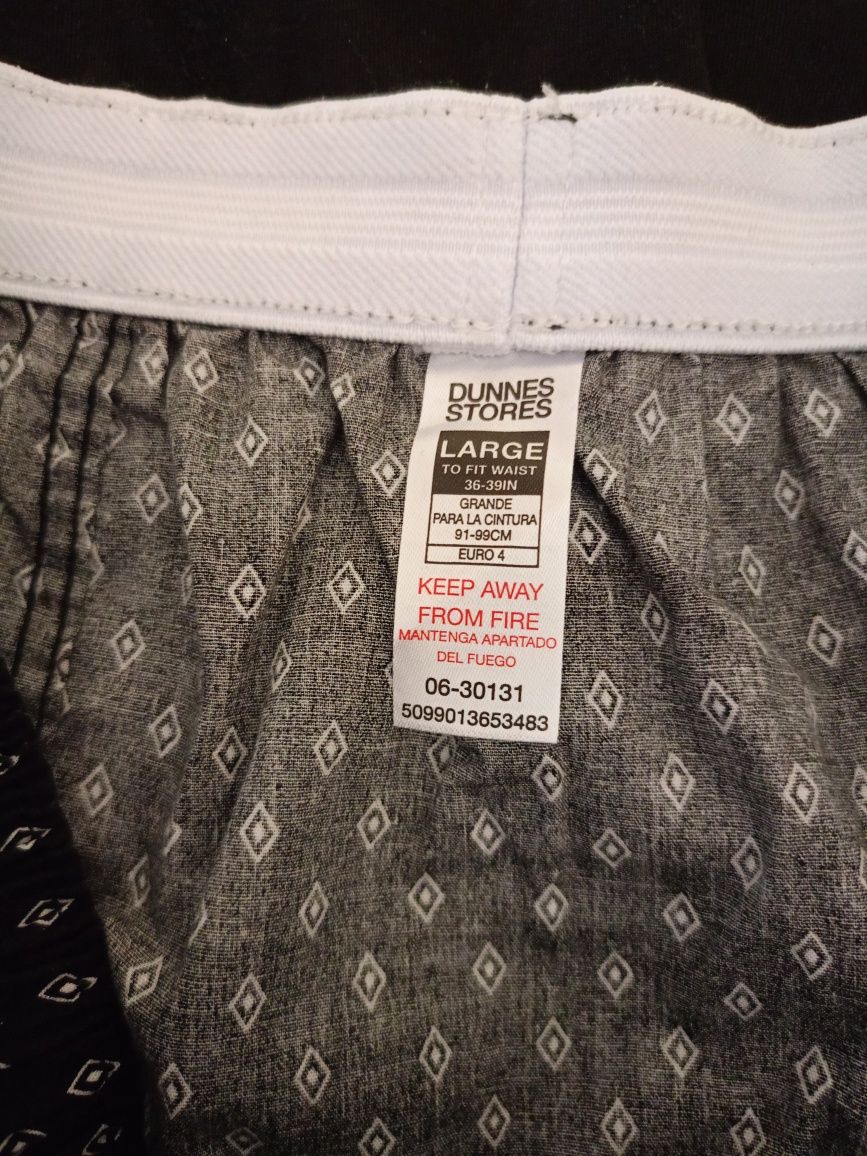 DUNNES
STORES
LARGE
TO FIT WAIST
36-39IN
GRANDE
PARA LA CINTURA
91-99CM
EURO 4
KEEP AWAY
FROM FIRE
MANTENGA APARTADO
DEL FUEGO
06-30131
5099013653483